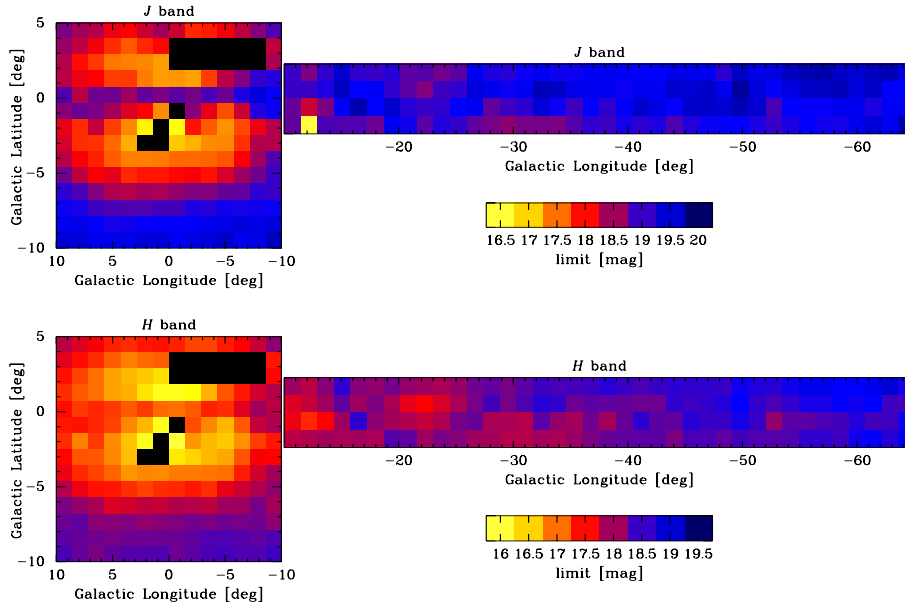 J band
5
0
−5
−10
Galactic Latitude [deg]
10 5 0 −5 −10
Galactic Longitude [deg]
J band
−20 −30 −40 −50 −60
Galactic Longitude [deg]
16.5 17 17.5 18 18.5 19 19.5 20
limit [mag]
H band
5
0
−5
−10
Galactic Latitude [deg]
10 5 0 −5 −10
Galactic Longitude [deg]
H band
−20 −30 −40 −50 −60
Galactic Longitude [deg]
16 16.5 17 17.5 18 18.5 19 19.5
limit [mag]